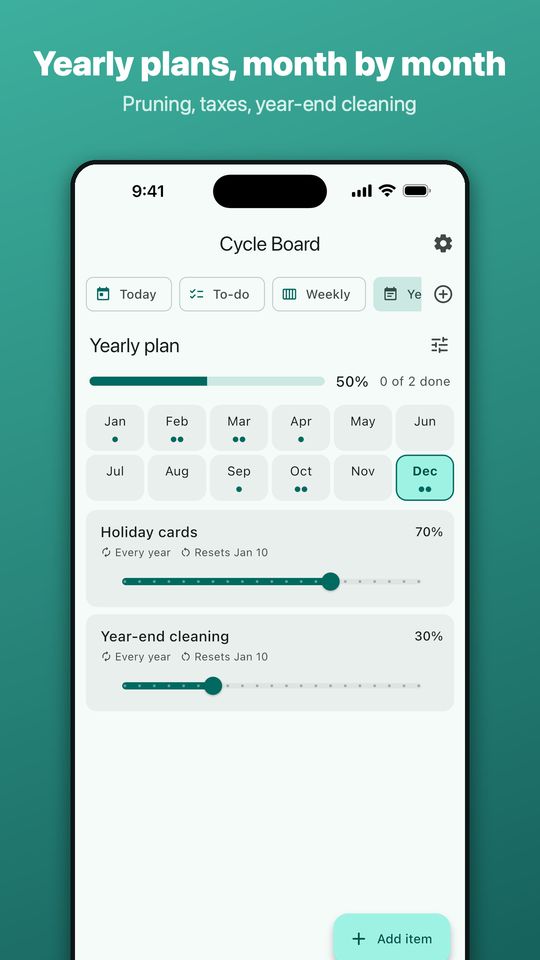 Yearly plans, month by month
Pruning, taxes, year-end cleaning
9:41
Cycle Board
Today To-do Weekly Ye
Yearly plan
50% 0 of 2 done
Jan Feb Mar Apr May Jun
Jul Aug Sep Oct Nov Dec
Holiday cards 70%
Every year Resets Jan 10
Year-end cleaning 30%
Every year Resets Jan 10
+ Add item